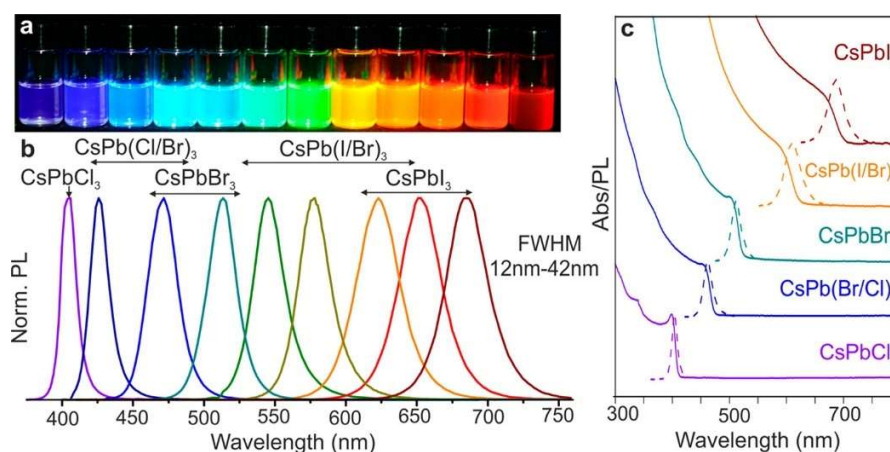 a
CsPb(Cl/Br)₃
CsPb(I/Br)₃
b
CsPbCl₃
CsPbBr₃
CsPbI₃
FWHM
12nm-42nm
Norm. PL
400 450 500 550 600 650 700 750
Wavelength (nm)
c
CsPbI
CsPb(I/Br)
CsPbBr
CsPb(Br/Cl)
CsPbCl
Abs/PL
300 500 700
Wavelength (nm)